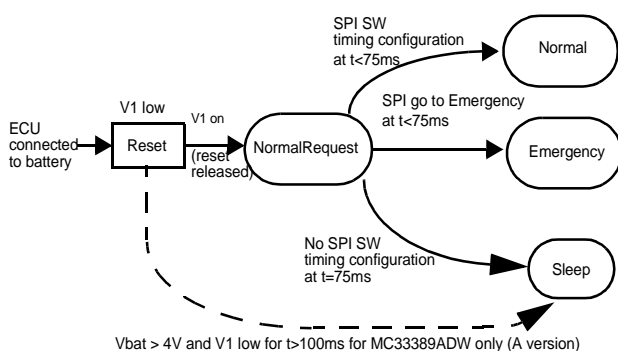 SPI SW
timing configuration
at t<75ms
Normal
V1 low
V1 on
SPI go to Emergency
at t<75ms
ECU
connected
to battery
Reset
(reset
released)
NormalRequest
Emergency
No SPI SW
timing configuration
at t=75ms
Sleep
Vbat > 4V and V1 low for t>100ms for MC33389ADW only (A version)